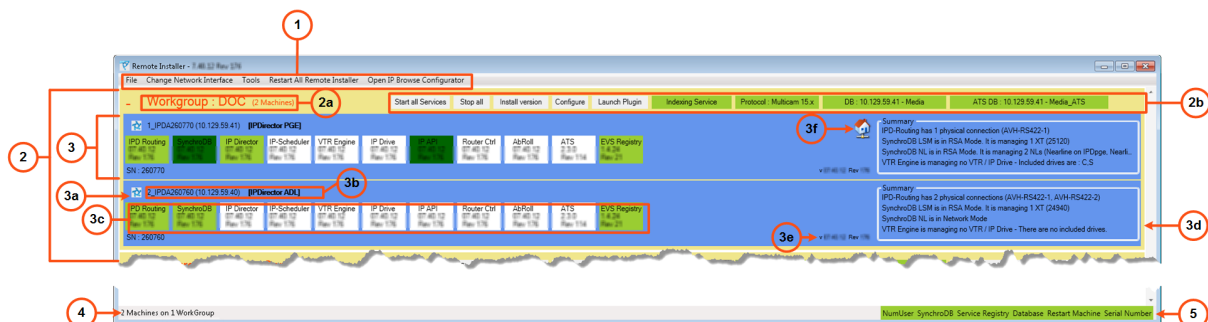 1
Remote Installer -
File Change Network Interface Tools Restart All Remote Installer Open IP Browse Configurator
2
- Workgroup : DOC (2 Machines)
2a
Start all Services Stop all Install version Configure Launch Plugin Indexing Service Protocol : Multicam 15.x DB : 10.129.59.41 - Media ATS DB : 10.129.59.41 - Media_ATS
2b
3
1_IPDA260770 (10.129.59.41) [IPDirector PGE]
IPD Routing SynchroDB IP Director IP-Scheduler VTR Engine IP Drive IP API Router Ctrl AbRoll ATS EVS Registry
SN : 260770
3f
Summary
IPD-Routing has 1 physical connection (AVH-RS422-1)
SynchroDB LSM is in RSA Mode. It is managing 1 XT (25120)
SynchroDB NL is in RSA Mode. It is managing 2 NLs (Nearline on IPDpge, Nearli..
VTR Engine is managing no VTR / IP Drive - Included drives are : C,S
3a
2_IPDA260760 (10.129.59.40) [IPDirector ADL]
3b
3c
IPD Routing SynchroDB IP Director IP-Scheduler VTR Engine IP Drive IP API Router Ctrl AbRoll ATS EVS Registry
SN : 260760
3e
Summary
IPD-Routing has 2 physical connections (AVH-RS422-1, AVH-RS422-2)
SynchroDB LSM is in RSA Mode. It is managing 1 XT (24940)
SynchroDB NL is in Network Mode
VTR Engine is managing no VTR / IP Drive - There are no included drives.
3d
4
2 Machines on 1 WorkGroup
NumUser SynchroDB Service Registry Database Restart Machine Serial Number
5